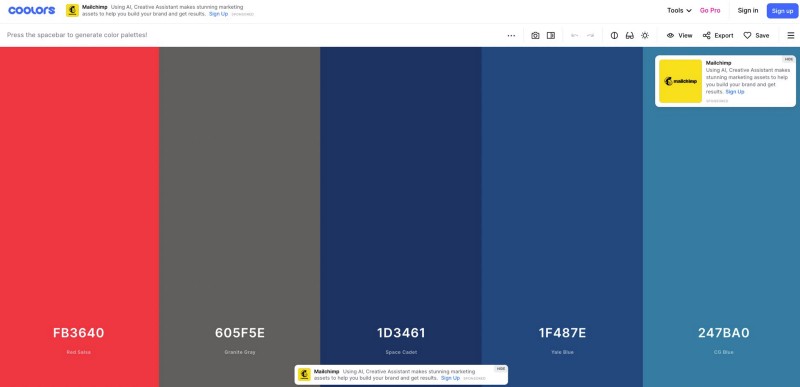 coolors
Mailchimp Using AI, Creative Assistant makes stunning marketing
assets to help you build your brand and get results. Sign Up SPONSORED
Tools
Go Pro
Sign in
Sign up
Press the spacebar to generate color palettes!
View
Export
Save
HIDE
Mailchimp
Using AI, Creative Assistant makes
stunning marketing assets to help
you build your brand and get
results. Sign Up
SPONSORED
mailchimp
FB3640
605F5E
1D3461
1F487E
247BA0
Red Salsa
Granite Gray
Space Cadet
Yale Blue
CG Blue
HIDE
Mailchimp Using AI, Creative Assistant makes stunning marketing
assets to help you build your brand and get results. Sign Up SPONSORED